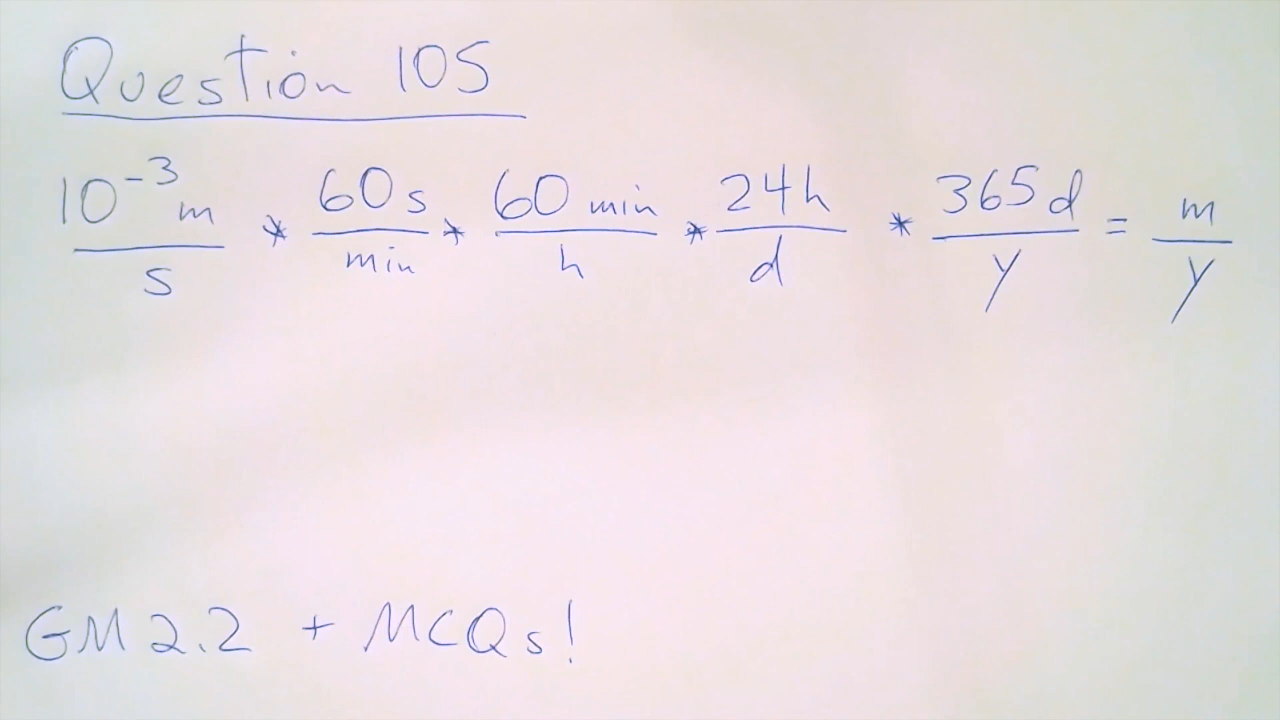 Question 105
10⁻³ m/s * 60 s/min * 60 min/h * 24 h/d * 365 d/y = m/y
GM 2.2 + MCQs!